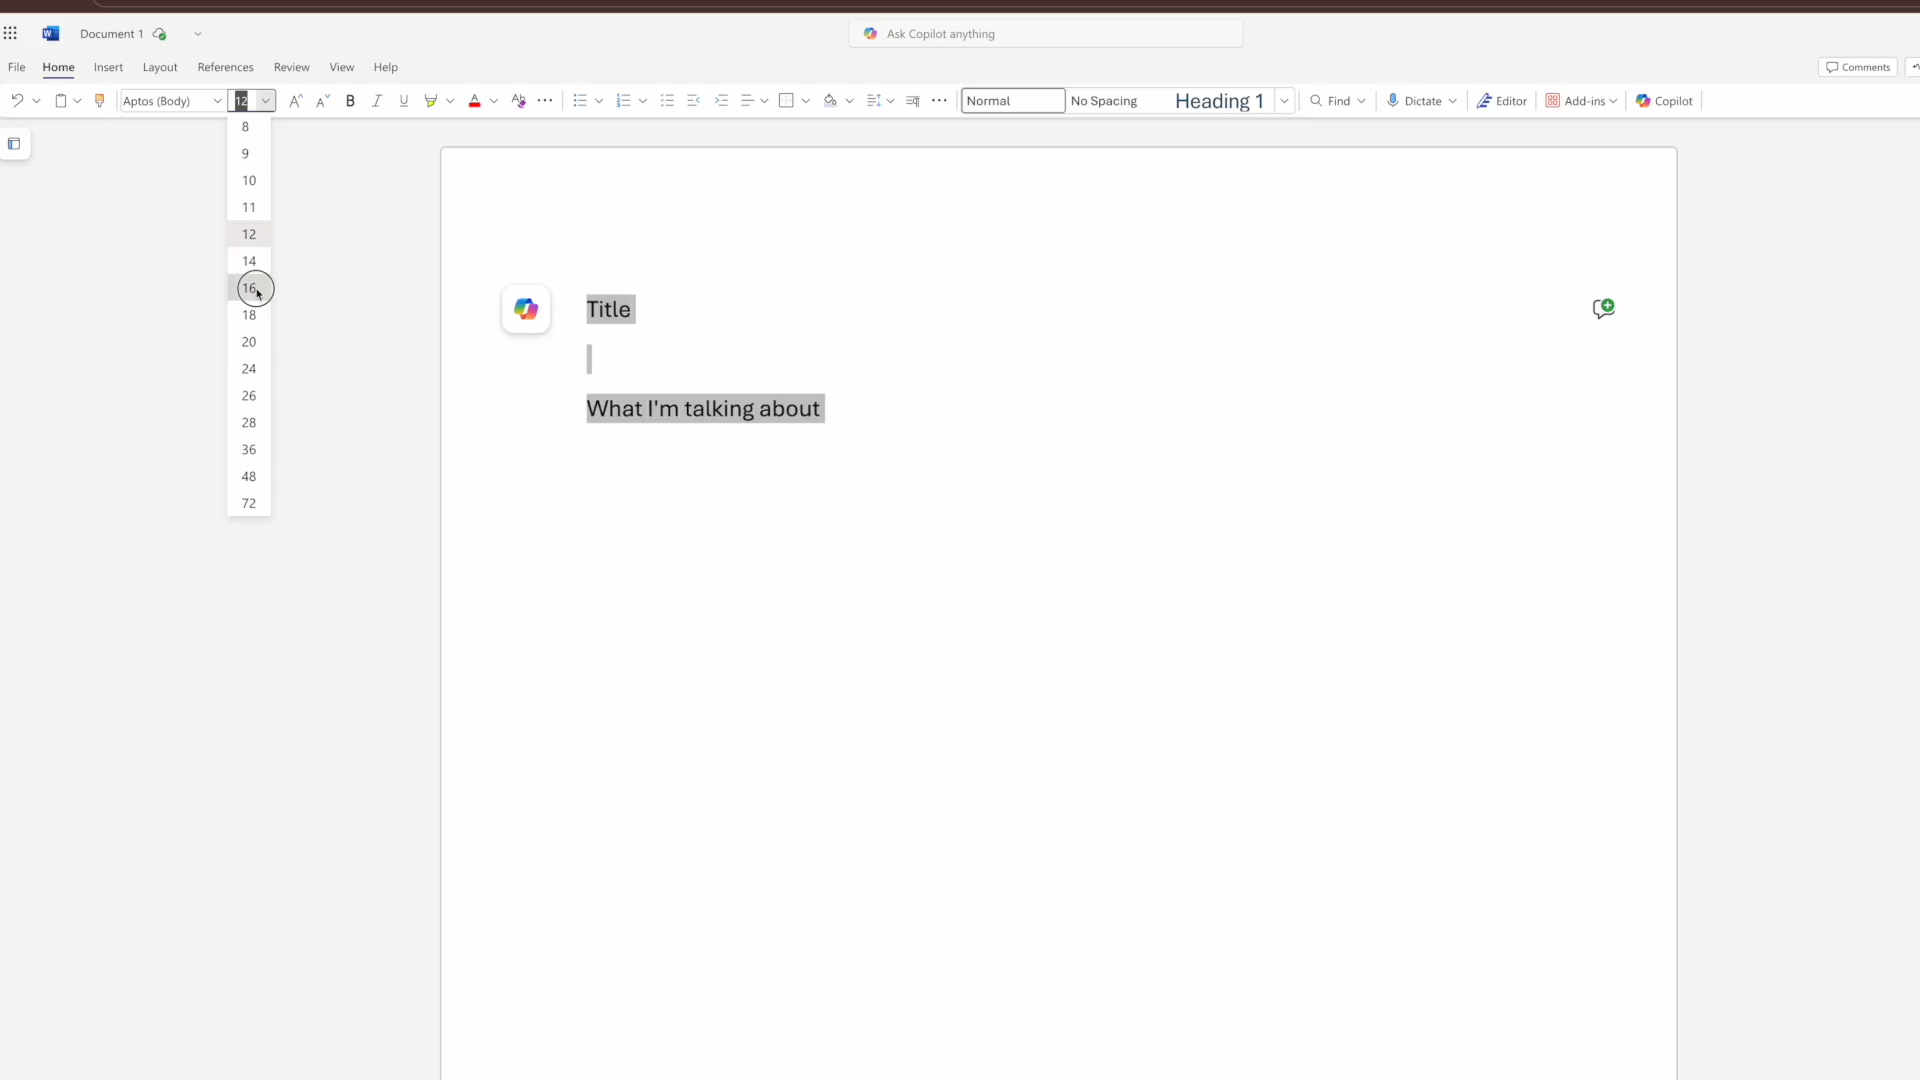 Document 1
Ask Copilot anything
File Home Insert Layout References Review View Help
Comments
Aptos (Body) 12 Normal No Spacing Heading 1 Find Dictate Editor Add-ins Copilot
8
9
10
11
12
14
16
18
20
24
26
28
36
48
72
Title
What I'm talking about